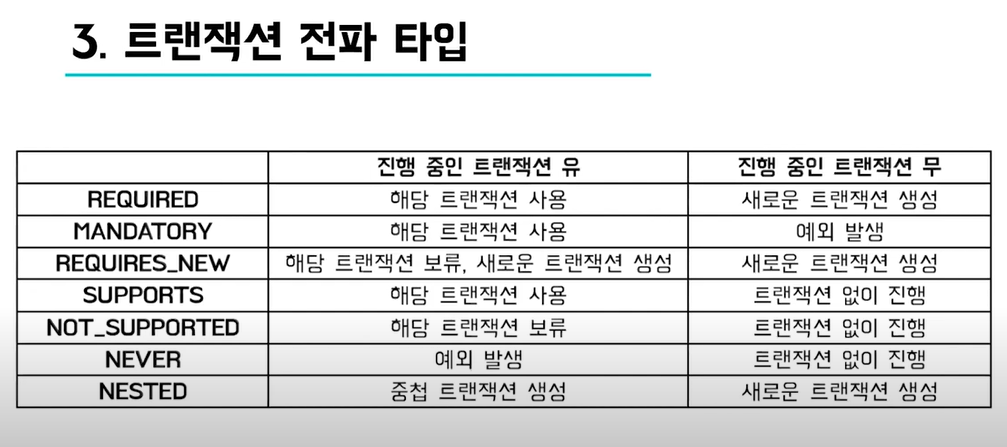 3. 트랜잭션 전파 타입
진행 중인 트랜잭션 유 진행 중인 트랜잭션 무
REQUIRED 해당 트랜잭션 사용 새로운 트랜잭션 생성
MANDATORY 해당 트랜잭션 사용 예외 발생
REQUIRES_NEW 해당 트랜잭션 보류, 새로운 트랜잭션 생성 새로운 트랜잭션 생성
SUPPORTS 해당 트랜잭션 사용 트랜잭션 없이 진행
NOT_SUPPORTED 해당 트랜잭션 보류 트랜잭션 없이 진행
NEVER 예외 발생 트랜잭션 없이 진행
NESTED 중첩 트랜잭션 생성 새로운 트랜잭션 생성